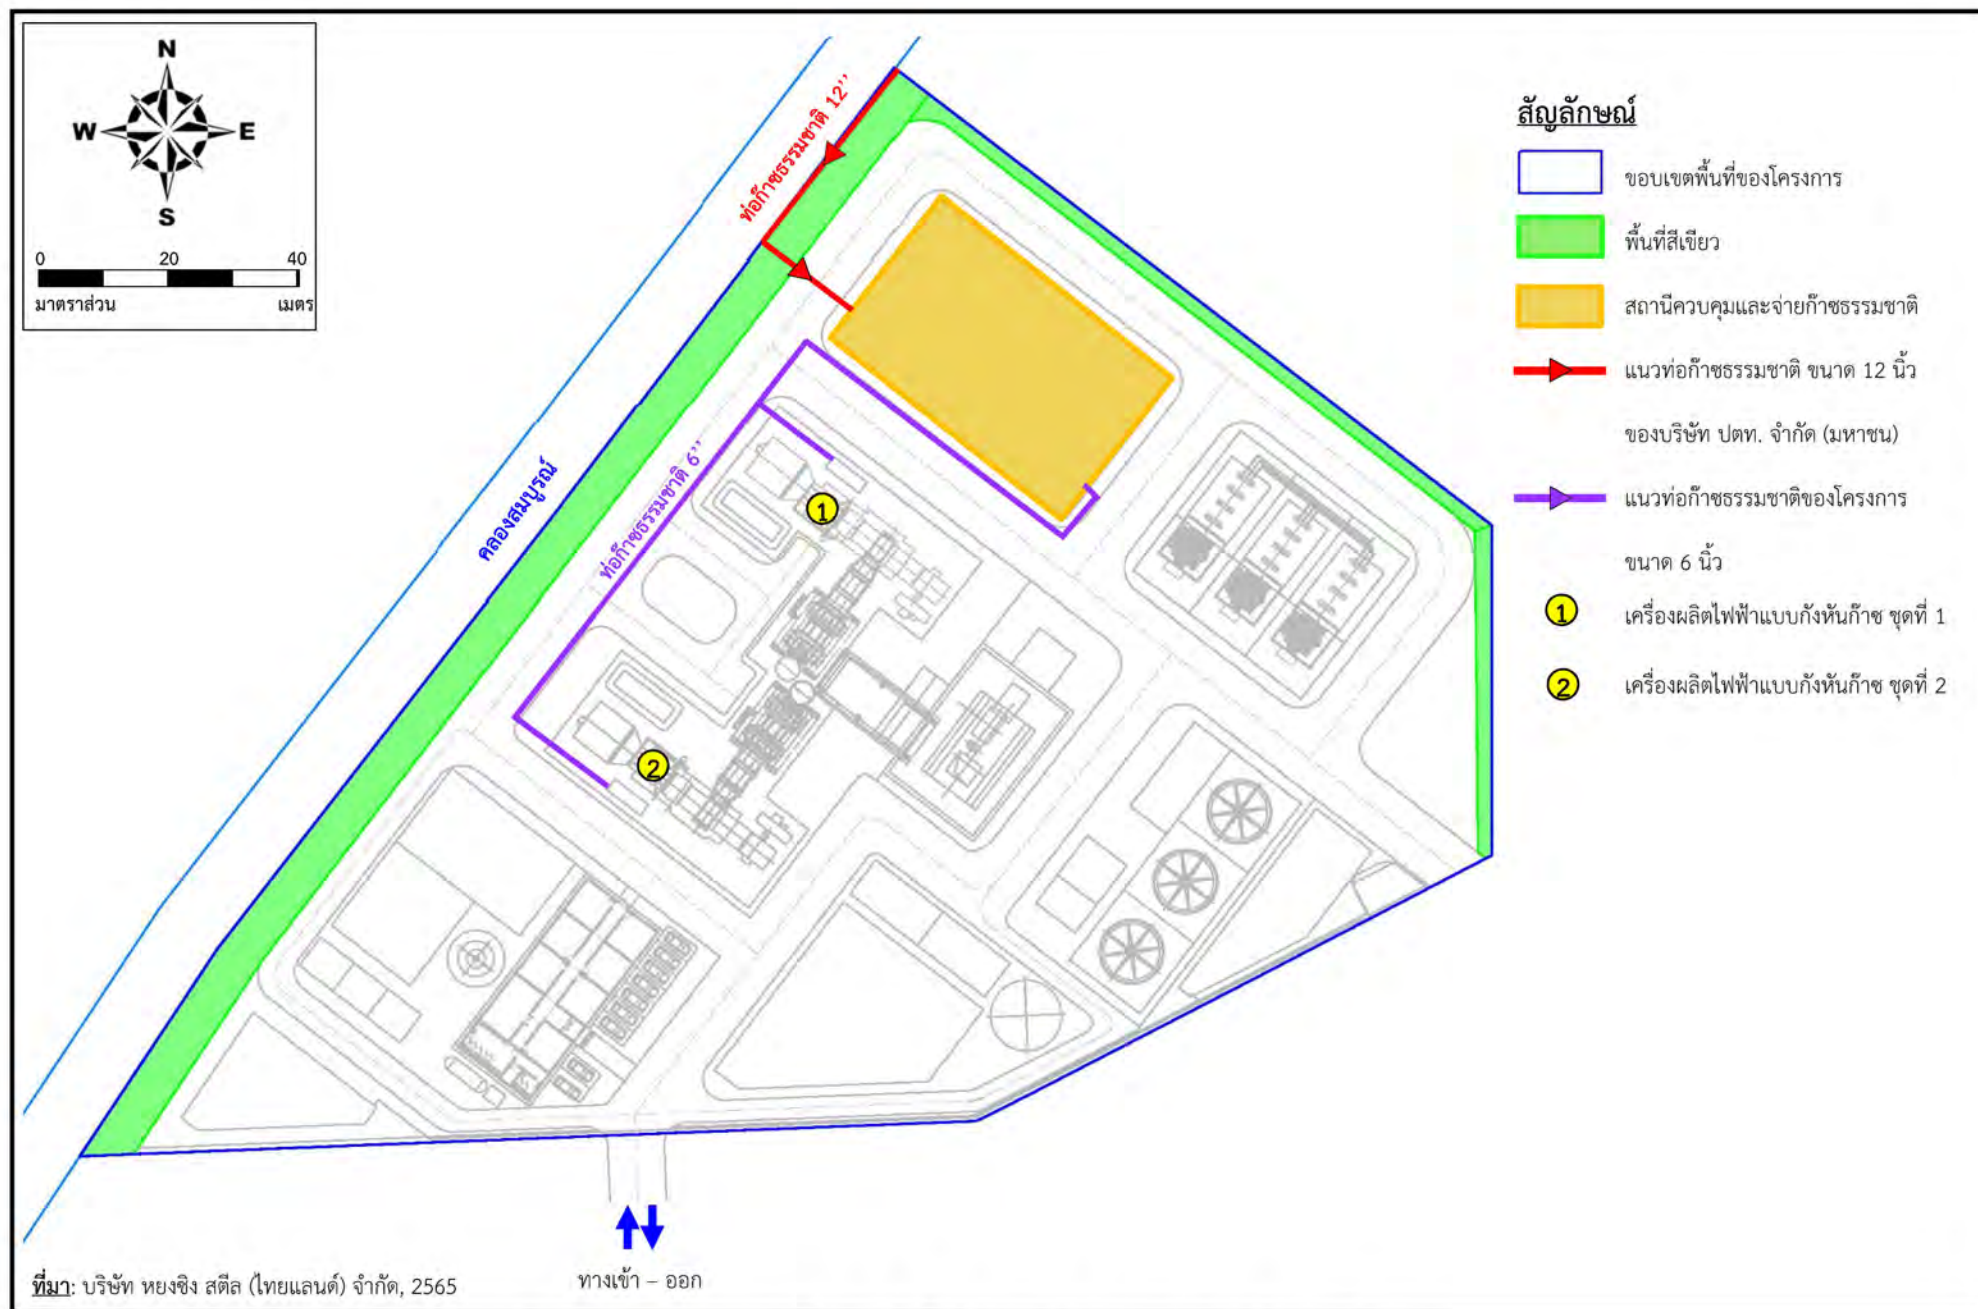 N
W
E
S
0 20 40
มาตราส่วน เมตร
ท่อก๊าซธรรมชาติ 12’’
คลองสมบูรณ์
ท่อก๊าซธรรมชาติ 6’’
1
2
สัญลักษณ์
ขอบเขตพื้นที่ของโครงการ
พื้นที่สีเขียว
สถานีควบคุมและจ่ายก๊าซธรรมชาติ
แนวท่อก๊าซธรรมชาติ ขนาด 12 นิ้ว
ของบริษัท ปตท. จำกัด (มหาชน)
แนวท่อก๊าซธรรมชาติของโครงการ
ขนาด 6 นิ้ว
1 เครื่องผลิตไฟฟ้าแบบกังหันก๊าซ ชุดที่ 1
2 เครื่องผลิตไฟฟ้าแบบกังหันก๊าซ ชุดที่ 2
ทางเข้า – ออก
ที่มา: บริษัท หยงซิง สตีล (ไทยแลนด์) จำกัด, 2565